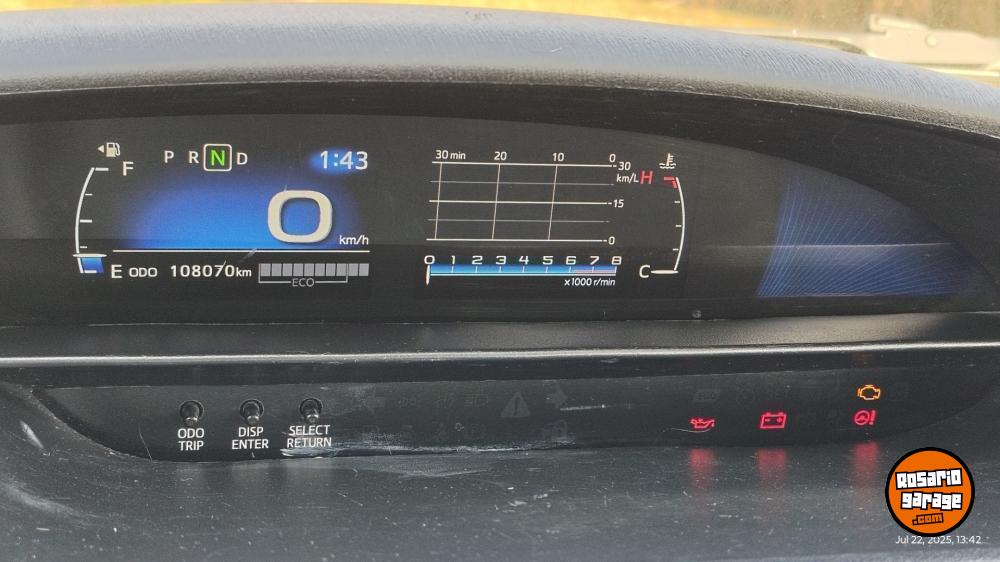 F
P R N D
1:43
0
km/h
E ODO 108070km
ECO
30 min 20 10 0
30
km/L
H
15
0
0 1 2 3 4 5 6 7 8
x1000 r/min
C
ODO
TRIP
DISP
ENTER
SELECT
RETURN
Rosario
garage
.com
Jul 22, 2025, 13:42